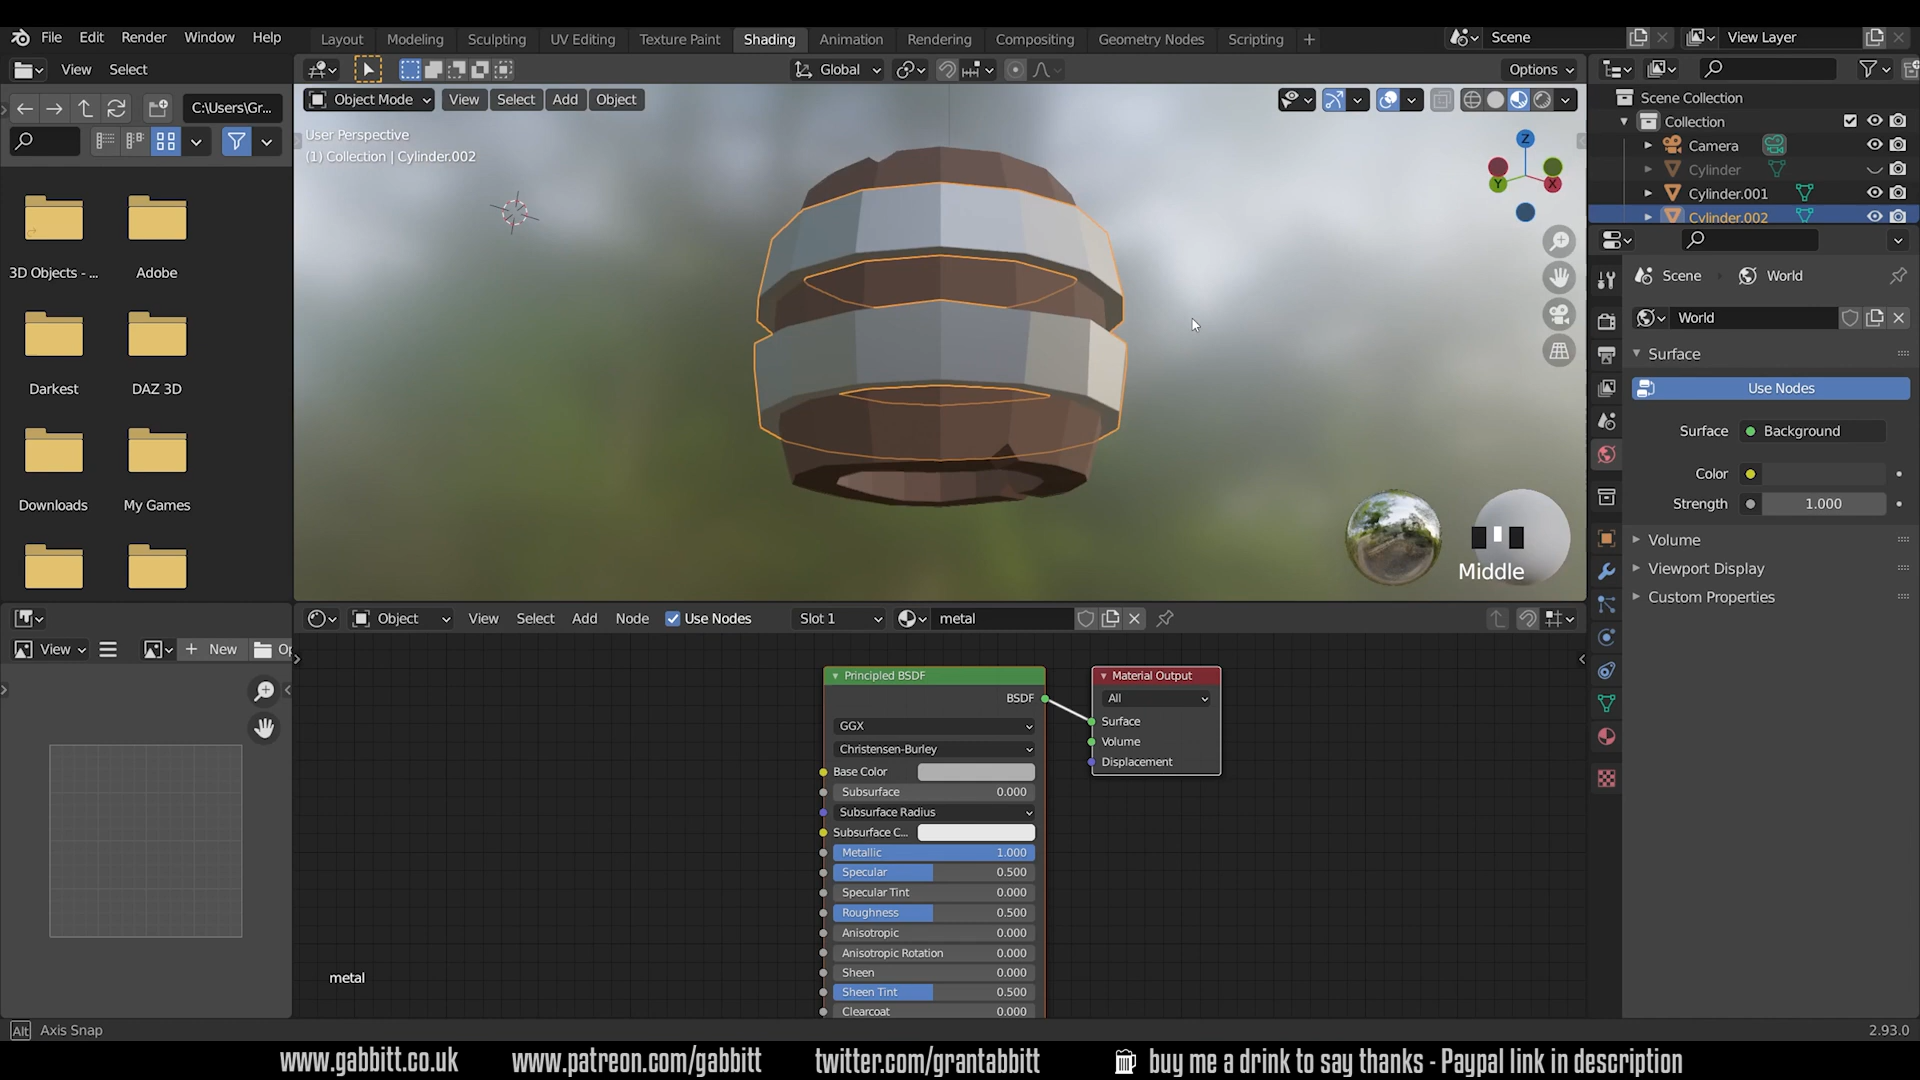 File Edit Render Window Help
Layout Modeling Sculpting UV Editing Texture Paint Shading Animation Rendering Compositing Geometry Nodes Scripting +
Scene
View Layer
View Select
Global
Options
C:\Users\Gr...
Object Mode View Select Add Object
User Perspective
(1) Collection | Cylinder.002
3D Objects - ...
Adobe
Darkest
DAZ 3D
Downloads
My Games
Z
Y
X
Middle
Scene Collection
Collection
Camera
Cylinder
Cylinder.001
Cylinder.002
Scene World
World
Surface
Use Nodes
Surface Background
Color
Strength 1.000
Volume
Viewport Display
Custom Properties
Object View Select Add Node Use Nodes Slot 1 metal
View + New Op
Principled BSDF
BSDF
GGX
Christensen-Burley
Base Color
Subsurface 0.000
Subsurface Radius
Subsurface C...
Metallic 1.000
Specular 0.500
Specular Tint 0.000
Roughness 0.500
Anisotropic 0.000
Anisotropic Rotation 0.000
Sheen 0.000
Sheen Tint 0.500
Clearcoat 0.000
Material Output
All
Surface
Volume
Displacement
metal
Alt Axis Snap
2.93.0
www.gabbitt.co.uk www.patreon.com/gabbitt twitter.com/grantabbitt buy me a drink to say thanks - Paypal link in description